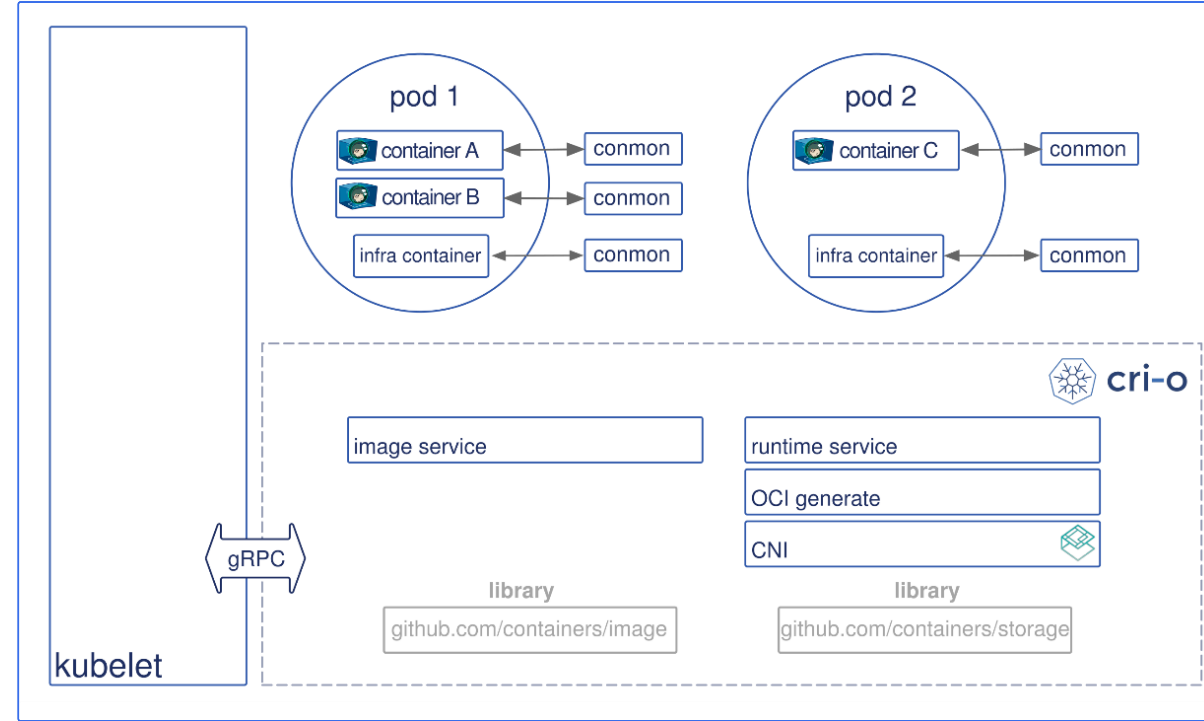 pod 1
container A
conmon
container B
conmon
infra container
conmon
pod 2
container C
conmon
infra container
conmon
cri-o
image service
runtime service
OCI generate
CNI
gRPC
library
github.com/containers/image
library
github.com/containers/storage
kubelet